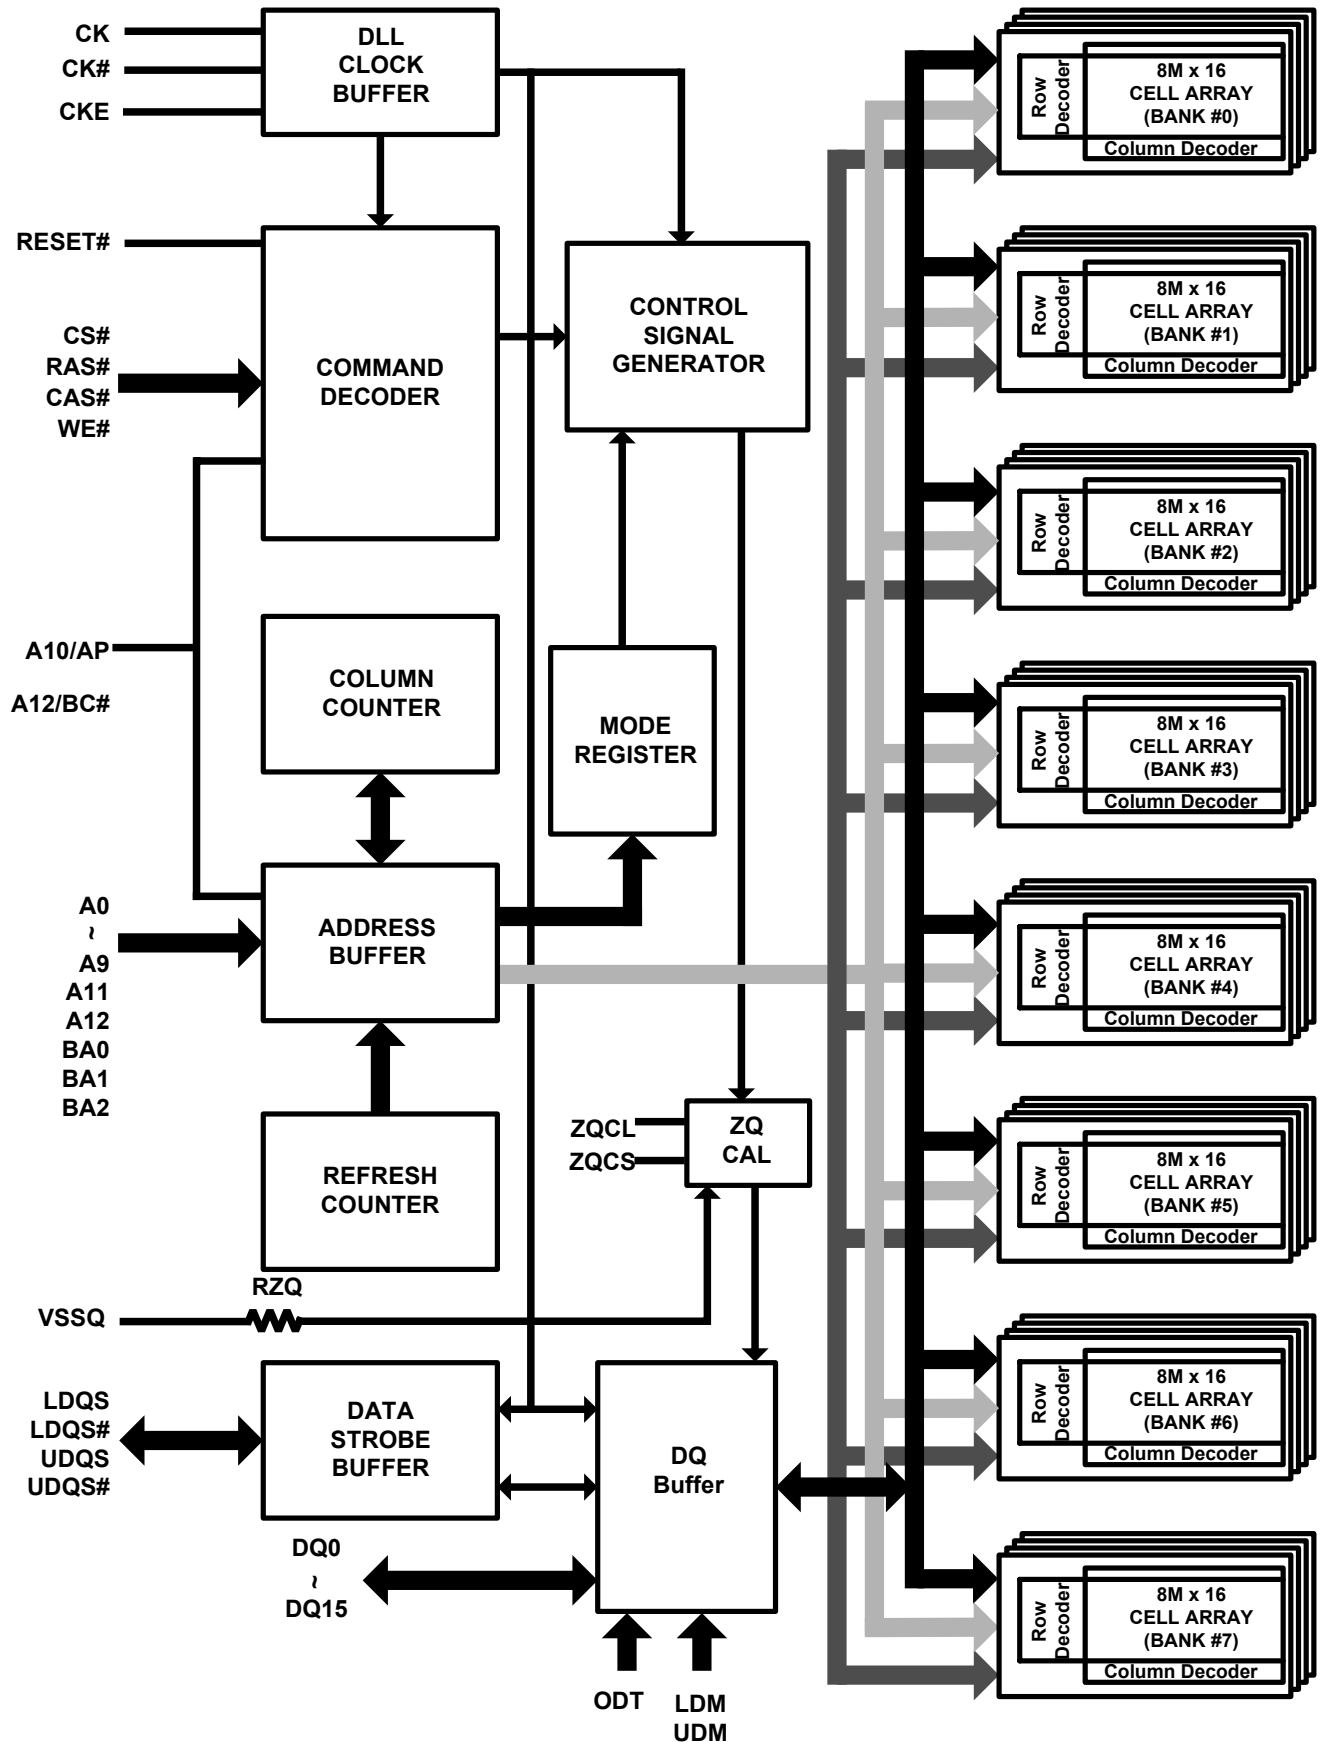 CK
CK#
CKE
DLL
CLOCK
BUFFER
RESET#
CS#
RAS#
CAS#
WE#
COMMAND
DECODER
CONTROL
SIGNAL
GENERATOR
A10/AP
A12/BC#
COLUMN
COUNTER
MODE
REGISTER
A0
~
A9
A11
A12
BA0
BA1
BA2
ADDRESS
BUFFER
REFRESH
COUNTER
ZQCL
ZQCS
ZQ
CAL
RZQ
VSSQ
LDQS
LDQS#
UDQS
UDQS#
DATA
STROBE
BUFFER
DQ
Buffer
DQ0
~
DQ15
ODT
LDM
UDM
Row
Decoder
8M x 16
CELL ARRAY
(BANK #0)
Column Decoder
Row
Decoder
8M x 16
CELL ARRAY
(BANK #1)
Column Decoder
Row
Decoder
8M x 16
CELL ARRAY
(BANK #2)
Column Decoder
Row
Decoder
8M x 16
CELL ARRAY
(BANK #3)
Column Decoder
Row
Decoder
8M x 16
CELL ARRAY
(BANK #4)
Column Decoder
Row
Decoder
8M x 16
CELL ARRAY
(BANK #5)
Column Decoder
Row
Decoder
8M x 16
CELL ARRAY
(BANK #6)
Column Decoder
Row
Decoder
8M x 16
CELL ARRAY
(BANK #7)
Column Decoder